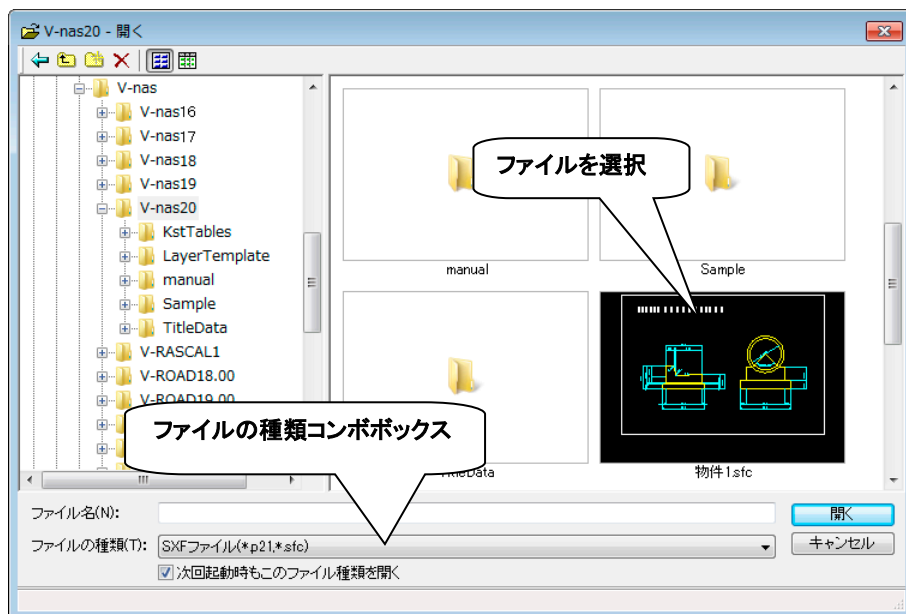 V-nas20 - 開く
V-nas
V-nas16
V-nas17
V-nas18
V-nas19
V-nas20
KstTables
LayerTemplate
manual
Sample
TitleData
V-RASCAL1
V-ROAD18.00
V-ROAD19.00
ファイルを選択
manual
Sample
TitleData
物件1.sfc
ファイルの種類コンボボックス
ファイル名(N):
開く
ファイルの種類(T):
SXFファイル(*p21,*.sfc)
キャンセル
次回起動時もこのファイル種類を開く